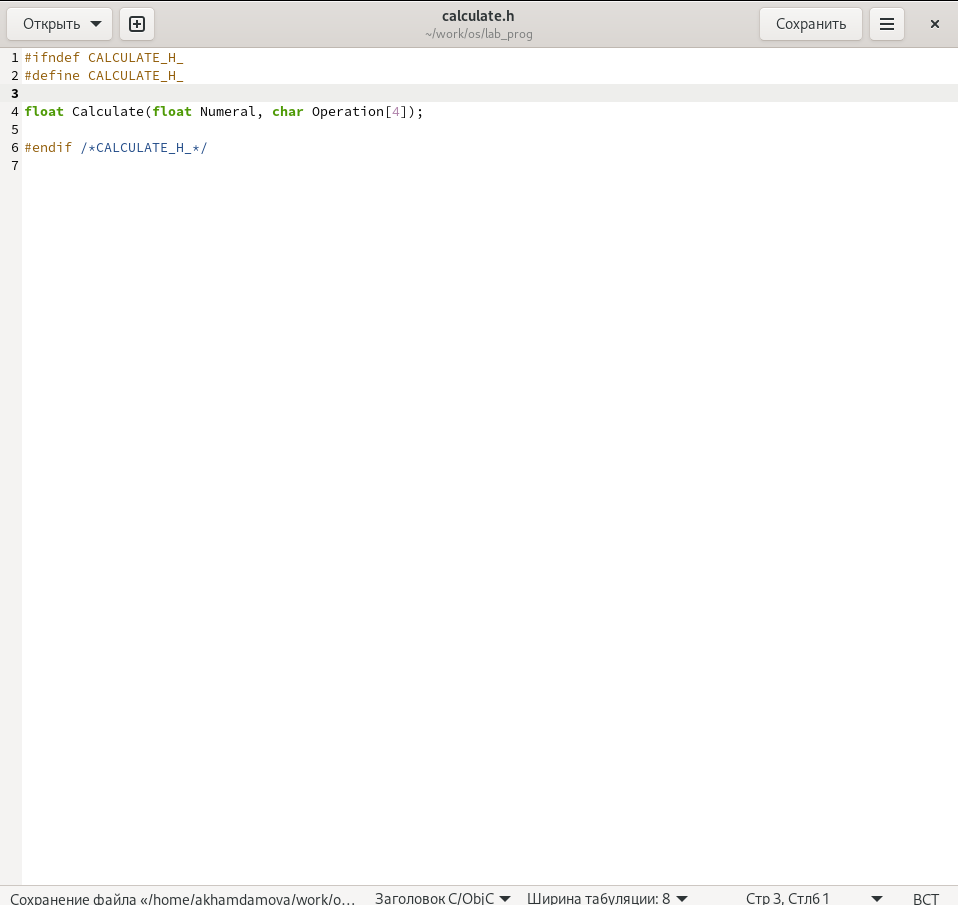 Открыть
calculate.h
~/work/os/lab_prog
Сохранить
1 #ifndef CALCULATE_H_
2 #define CALCULATE_H_
3
4 float Calculate(float Numeral, char Operation[4]);
5
6 #endif /*CALCULATE_H_*/
7
Сохранение файла «/home/akhamdamova/work/o… Заголовок C/ObjC Ширина табуляции: 8 Стр 3, Стлб 1 ВСТ